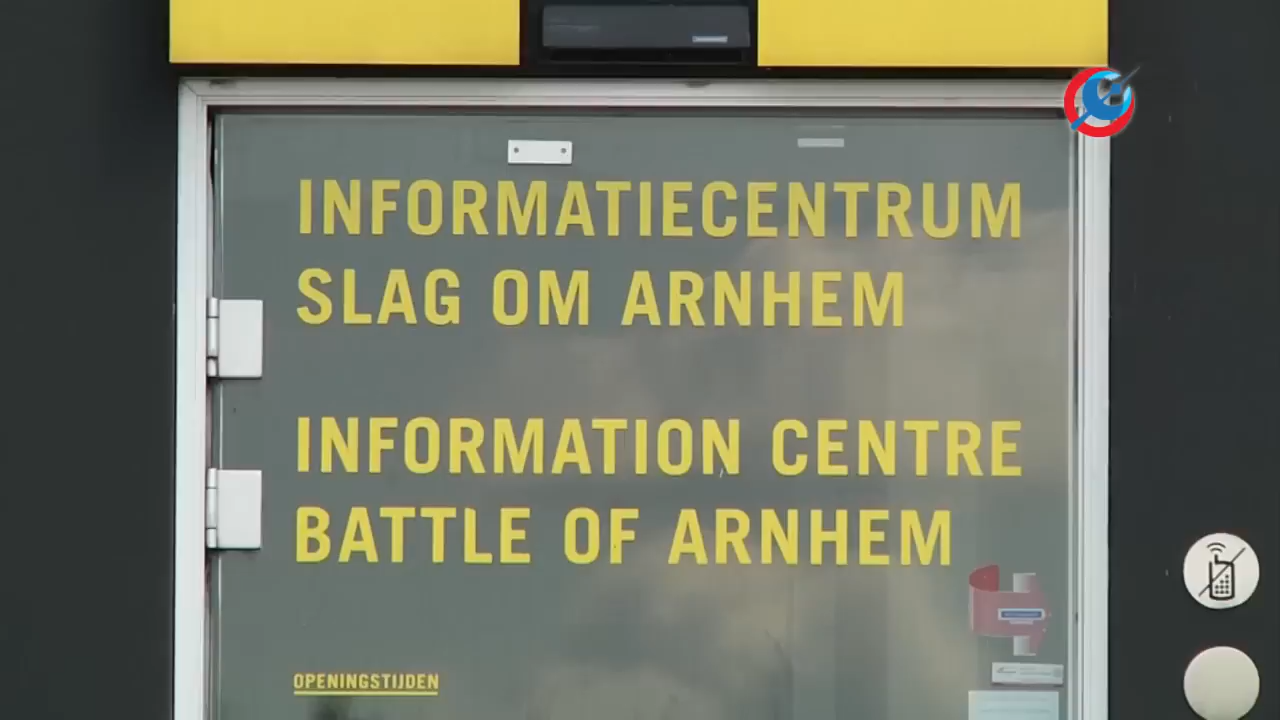 INFORMATIECENTRUM
SLAG OM ARNHEM
INFORMATION CENTRE
BATTLE OF ARNHEM
OPENINGSTIJDEN